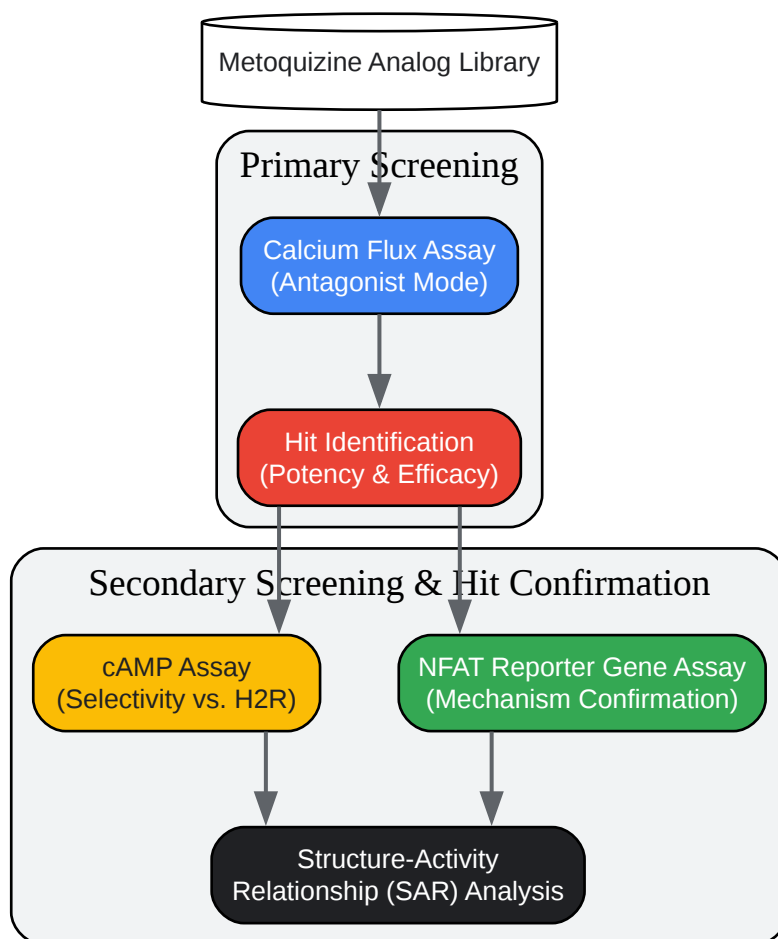 Metoquizine Analog Library
Primary Screening
Calcium Flux Assay
(Antagonist Mode)
Hit Identification
(Potency & Efficacy)
Secondary Screening & Hit Confirmation
cAMP Assay
(Selectivity vs. H2R)
NFAT Reporter Gene Assay
(Mechanism Confirmation)
Structure-Activity
Relationship (SAR) Analysis